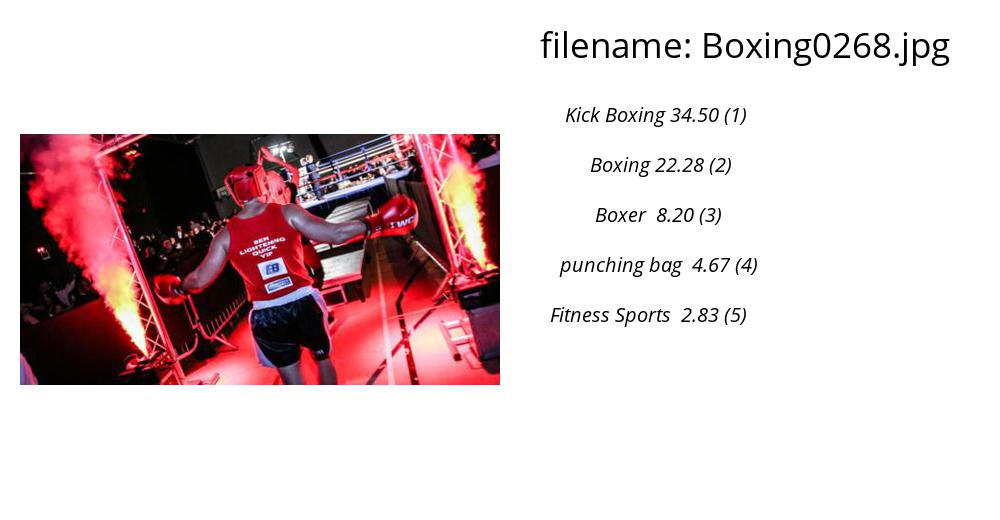 filename: Boxing0268.jpg
Kick Boxing 34.50 (1)
Boxing 22.28 (2)
Boxer 8.20 (3)
punching bag 4.67 (4)
Fitness Sports 2.83 (5)
BEN
LIGHTENING
QUICK
YIP